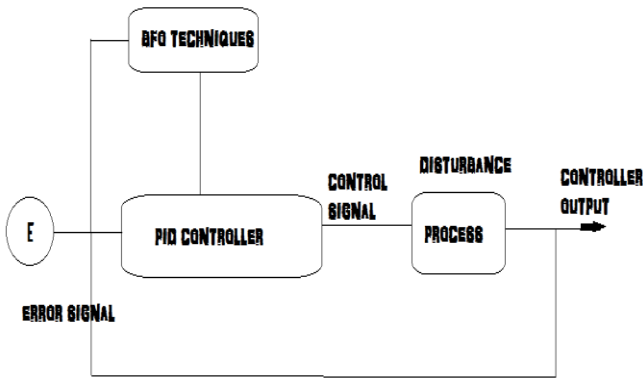 BFO TECHNIQUES
DISTURBANCE
CONTROL
SIGNAL
CONTROLLER
OUTPUT
E
PID CONTROLLER
PROCESS
ERROR SIGNAL